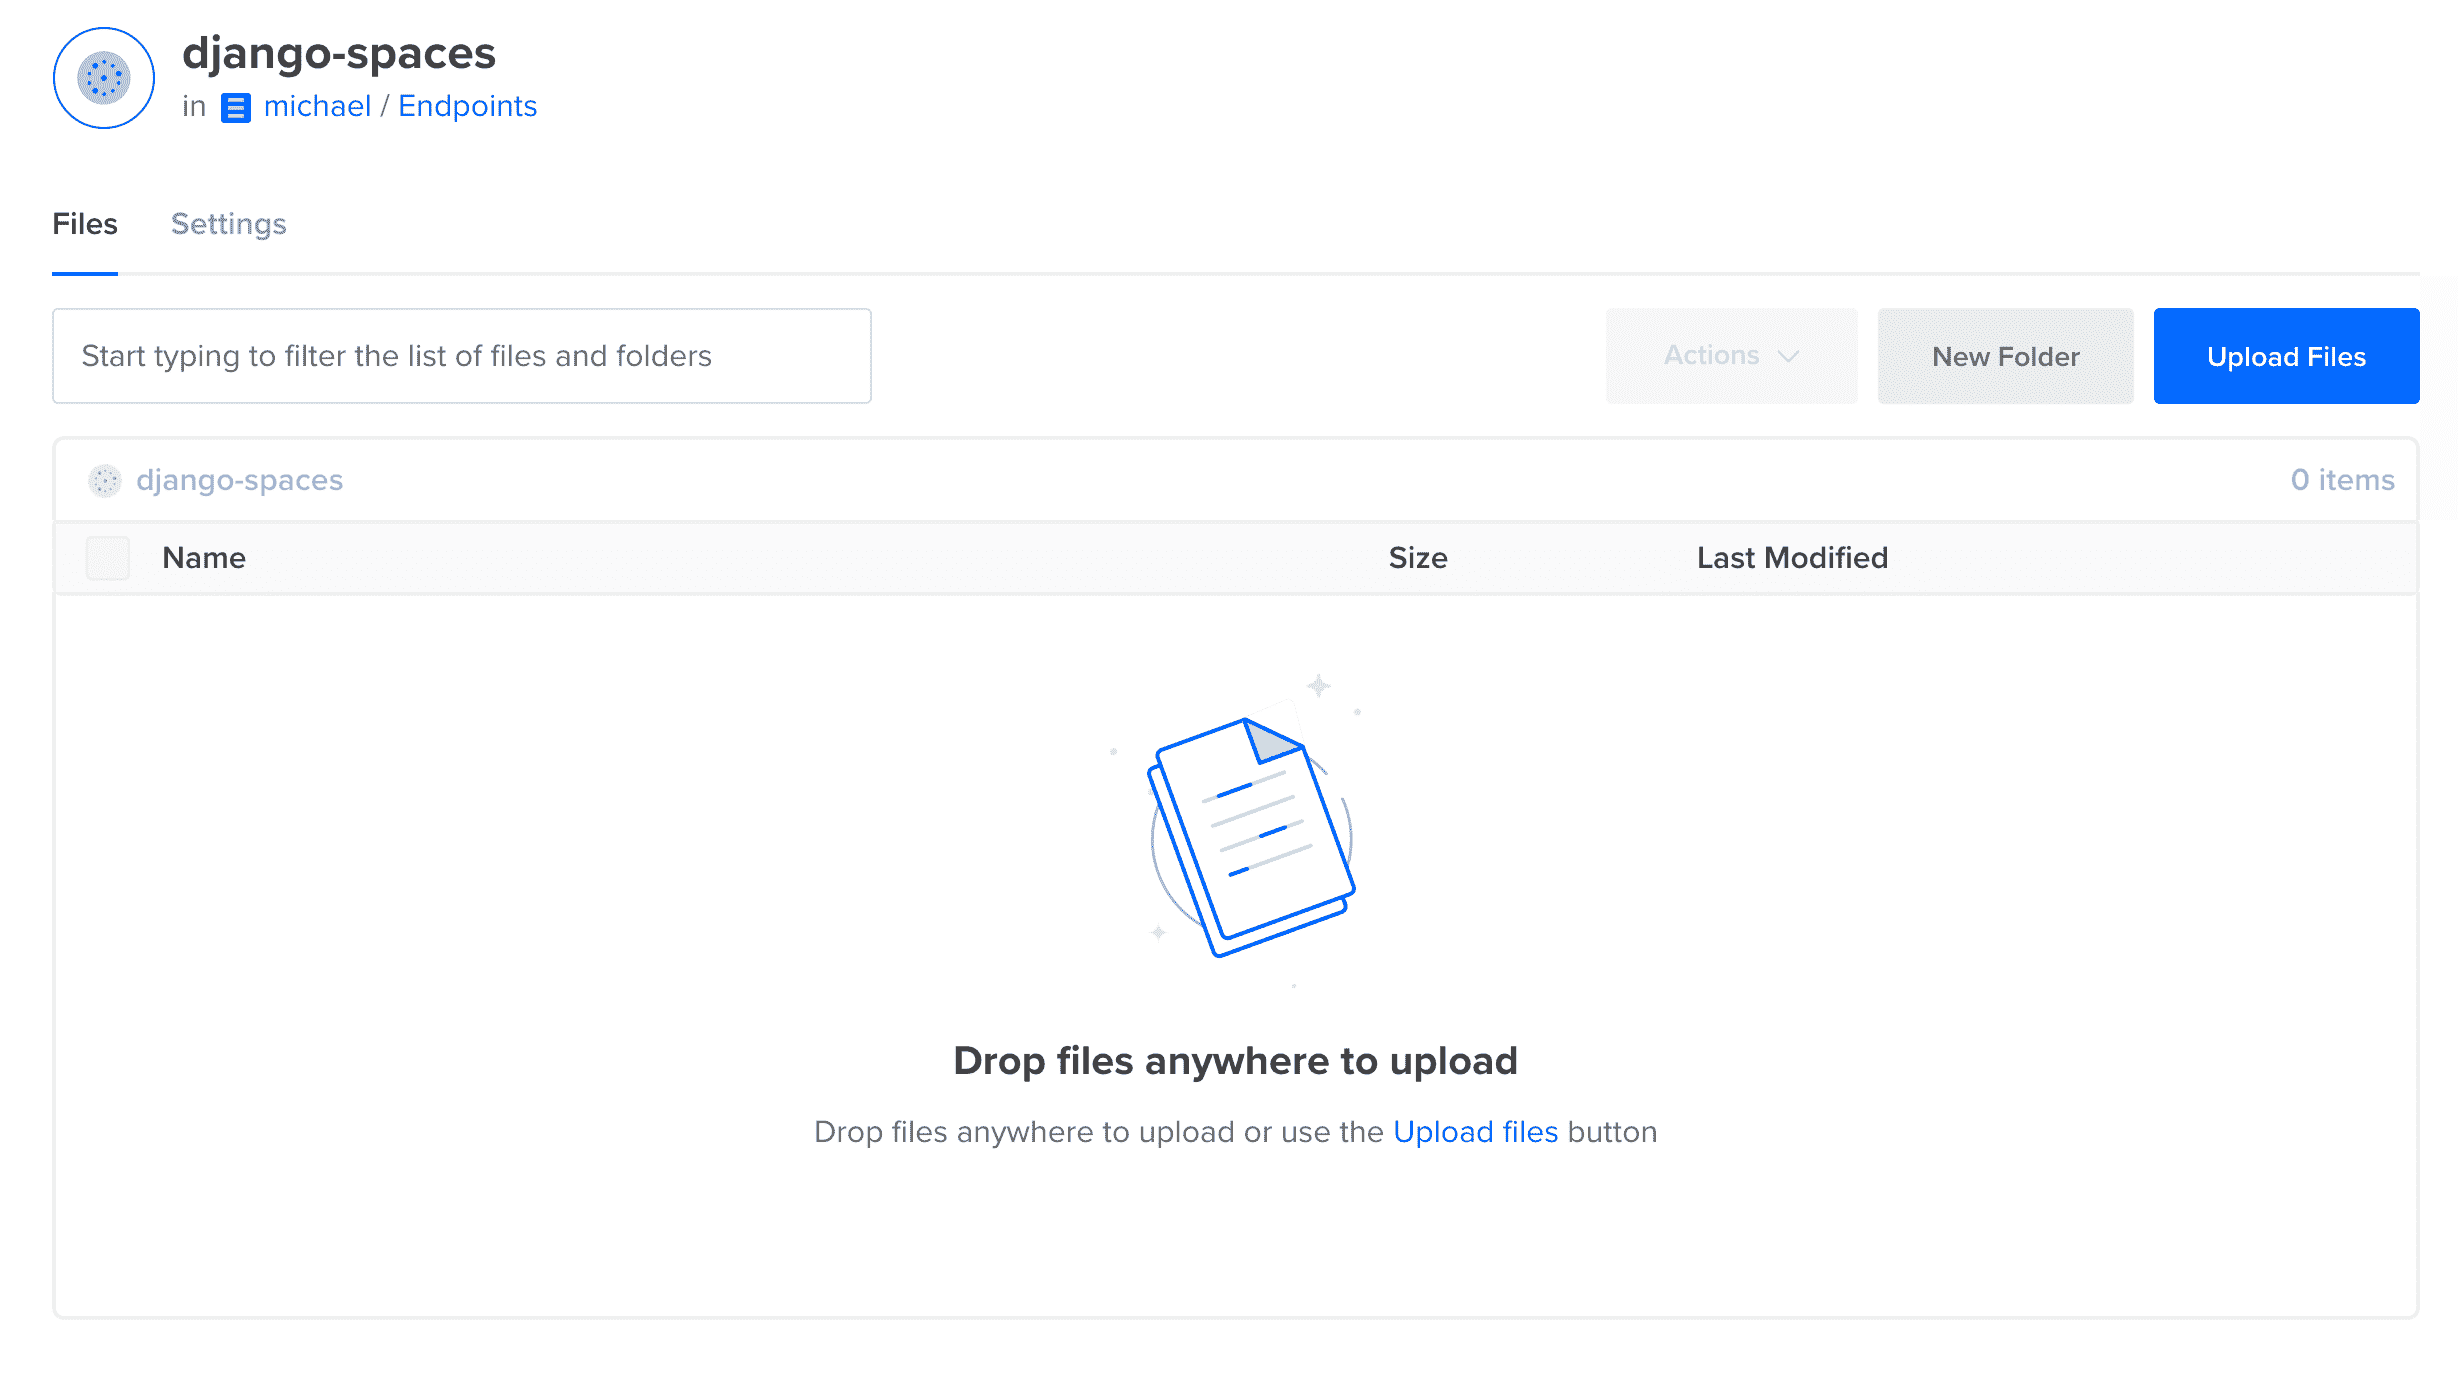 django-spaces
in michael / Endpoints
Files Settings
Start typing to filter the list of files and folders Actions New Folder Upload Files
django-spaces 0 items
Name Size Last Modified
Drop files anywhere to upload
Drop files anywhere to upload or use the Upload files button